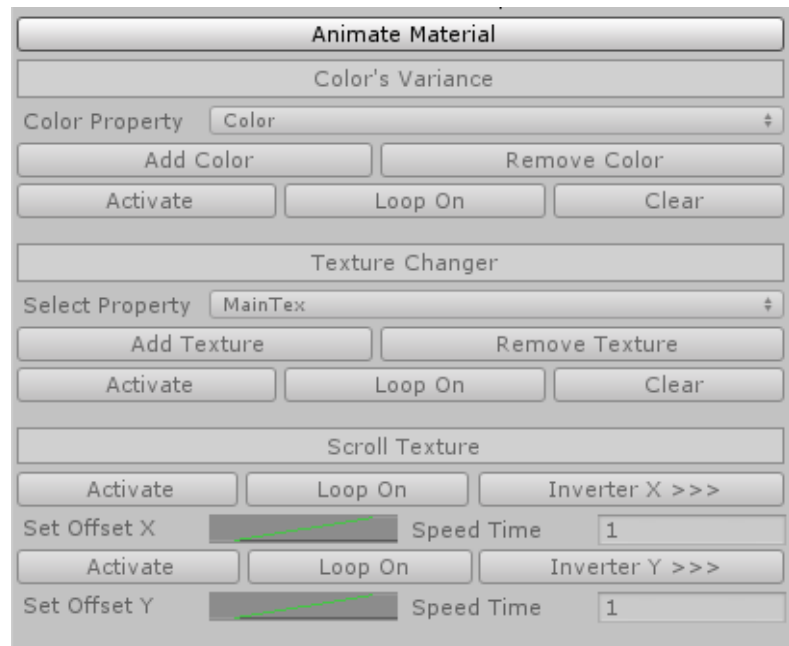 Animate Material
Color's Variance
Color Property Color
Add Color Remove Color
Activate Loop On Clear
Texture Changer
Select Property MainTex
Add Texture Remove Texture
Activate Loop On Clear
Scroll Texture
Activate Loop On Inverter X >>>
Set Offset X Speed Time 1
Activate Loop On Inverter Y >>>
Set Offset Y Speed Time 1